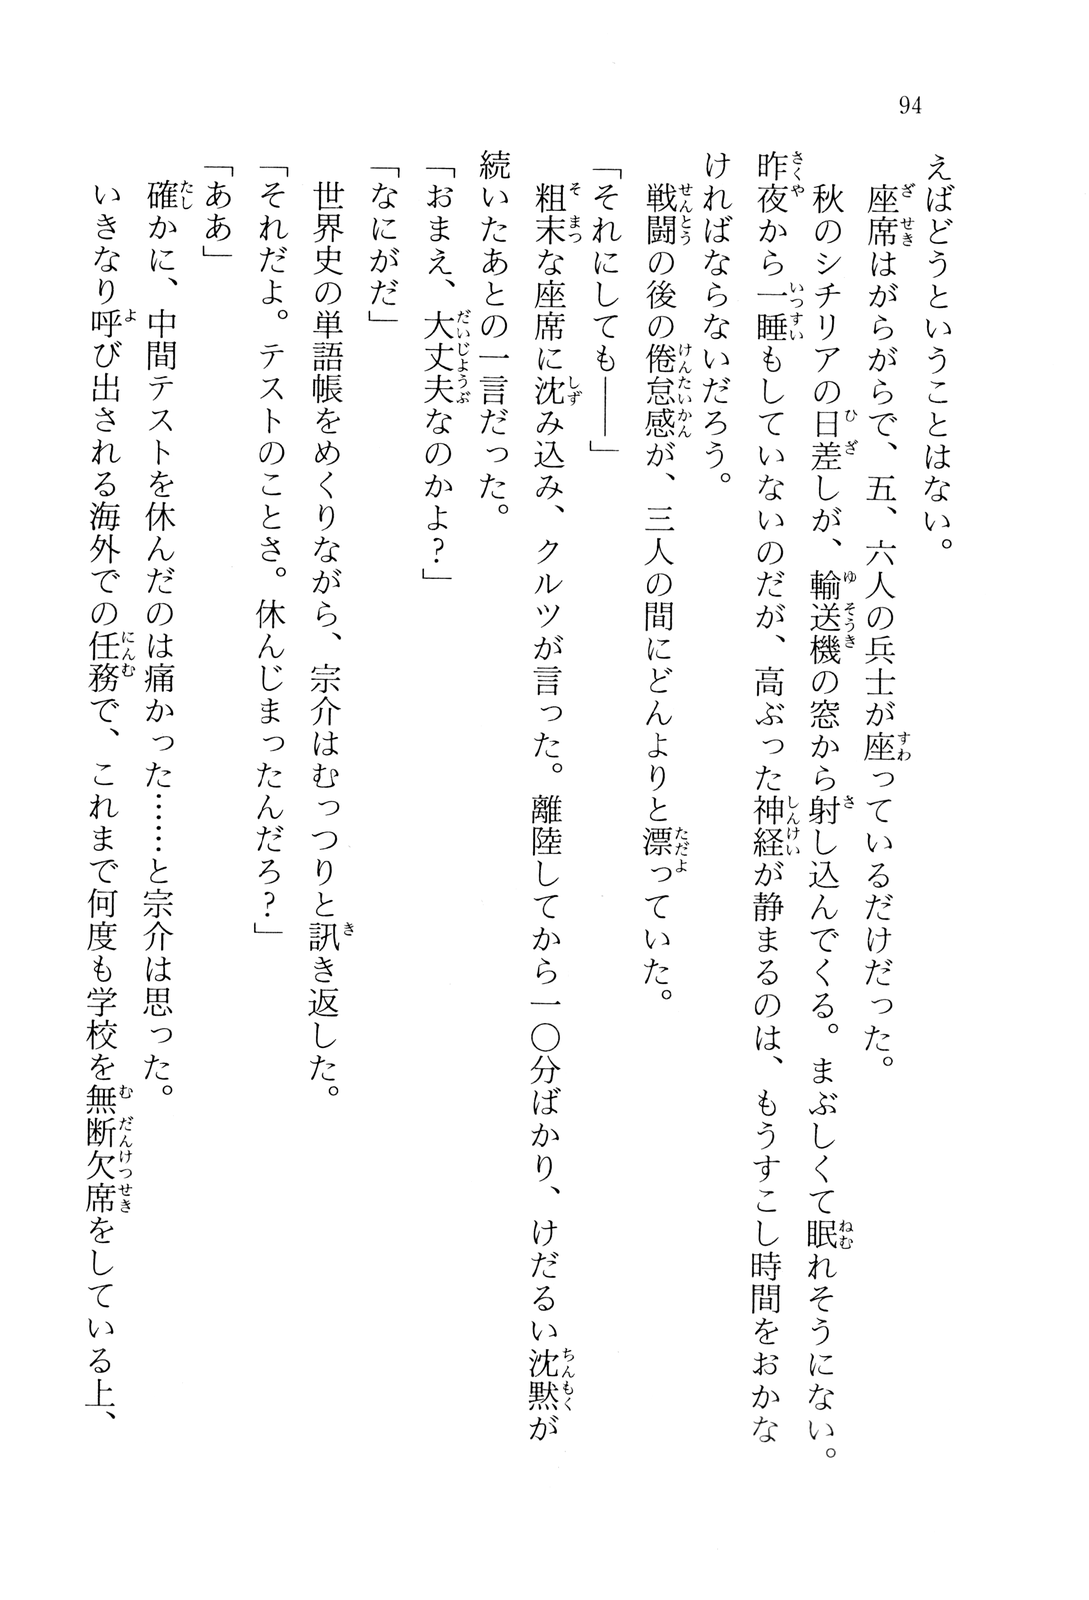 94
えばどうということはない。
座席はがらがらで、五、六人の兵士が座っているだけだった。
秋のシチリアの日差しが、輸送機の窓から射し込んでくる。まぶしくて眠れそうにない。
昨夜から一睡もしていないのだが、高ぶった神経が静まるのは、もうすこし時間をおかな
ければならないだろう。
戦闘の後の倦怠感が、三人の間にどんよりと漂っていた。
「それにしても――」
粗末な座席に沈み込み、クルツが言った。離陸してから一〇分ばかり、けだるい沈黙が
続いたあとの一言だった。
「おまえ、大丈夫なのかよ？」
「なにがだ」
世界史の単語帳をめくりながら、宗介はむっつりと訊き返した。
「それだよ。テストのことさ。休んじまったんだろ？」
「ああ」
確かに、中間テストを休んだのは痛かった……と宗介は思った。
いきなり呼び出される海外での任務で、これまで何度も学校を無断欠席をしている上、